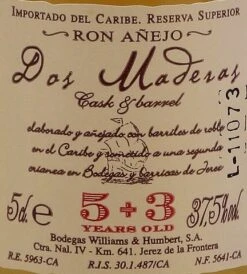 Importado del Caribe. Reserva Superior
Ron Añejo
Dos Maderas
Cask & barrel
elaborado y añejado con barriles de roble
en el Caribe y sometido a una segunda
crianza en Bodegas y barricas de Jerez
5cl e 5+3 37,5% vol
YEARS OLD
Bodegas Williams & Humbert, S.A.
Ctra. Nal. IV - Km. 641. Jerez de la Frontera
R.E. 5963-CA R.I.S. 30.1.487/CA N.F. 5641-CA
L-11073